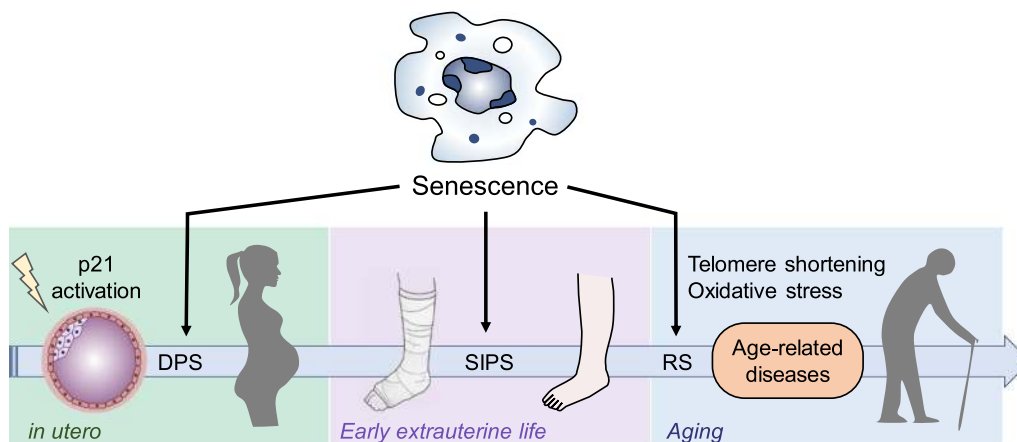 Senescence
p21
activation
DPS
in utero
SIPS
Early extrauterine life
Telomere shortening
Oxidative stress
RS
Age-related
diseases
Aging